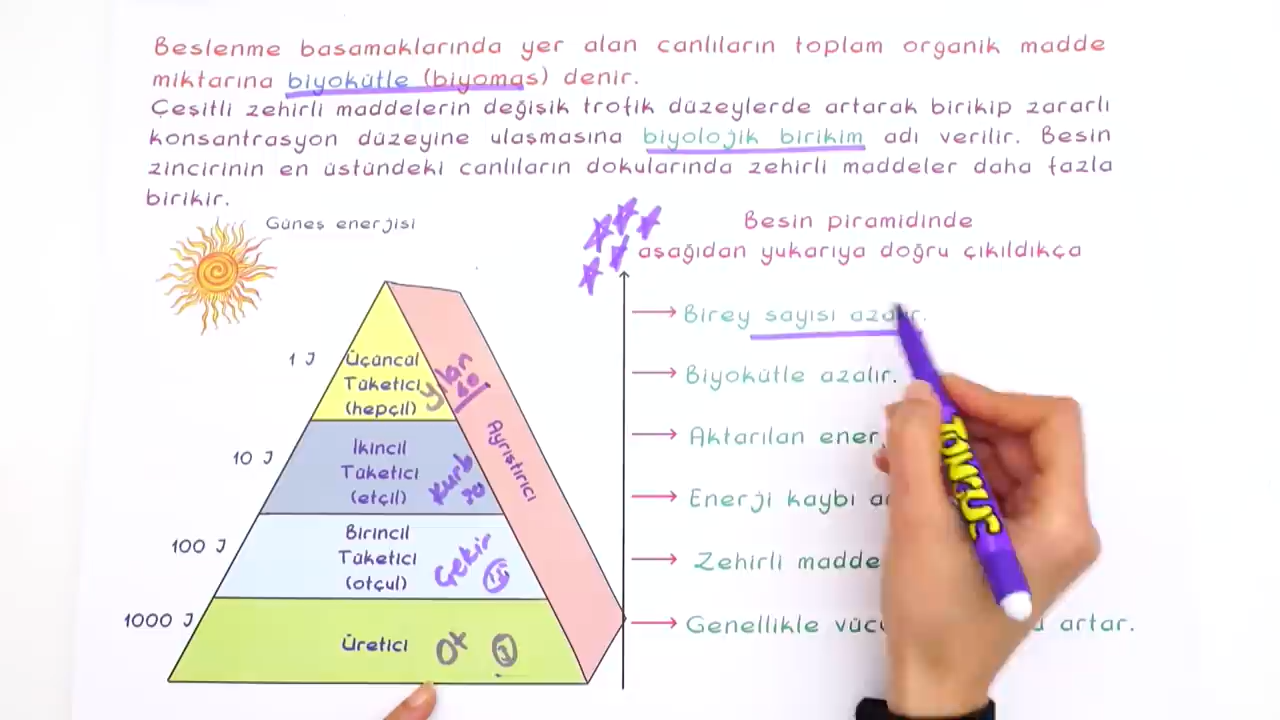 Beslenme basamaklarında yer alan canlıların toplam organik madde
miktarına biyokütle (biyomas) denir.
Çeşitli zehirli maddelerin değişik trofik düzeylerde artarak birikip zararlı
konsantrasyon düzeyine ulaşmasına biyolojik birikim adı verilir. Besin
zincirinin en üstündeki canlıların dokularında zehirli maddeler daha fazla
birikir.
Güneş enerjisi
Besin piramidinde
aşağıdan yukarıya doğru çıkıldıkça
1 J
Üçüncül
Tüketici
(hepçil)
yılan
Ayrıştırıcı
10 J
İkincil
Tüketici
(etçil)
kurb
100 J
Birincil
Tüketici
(otçul)
Çekir
1000 J
Üretici
Ot
Birey sayısı azalır.
Biyokütle azalır.
Aktarılan ener
Enerji kaybı
Zehirli madde
Genellikle vüc artar.
TOMBUŞ